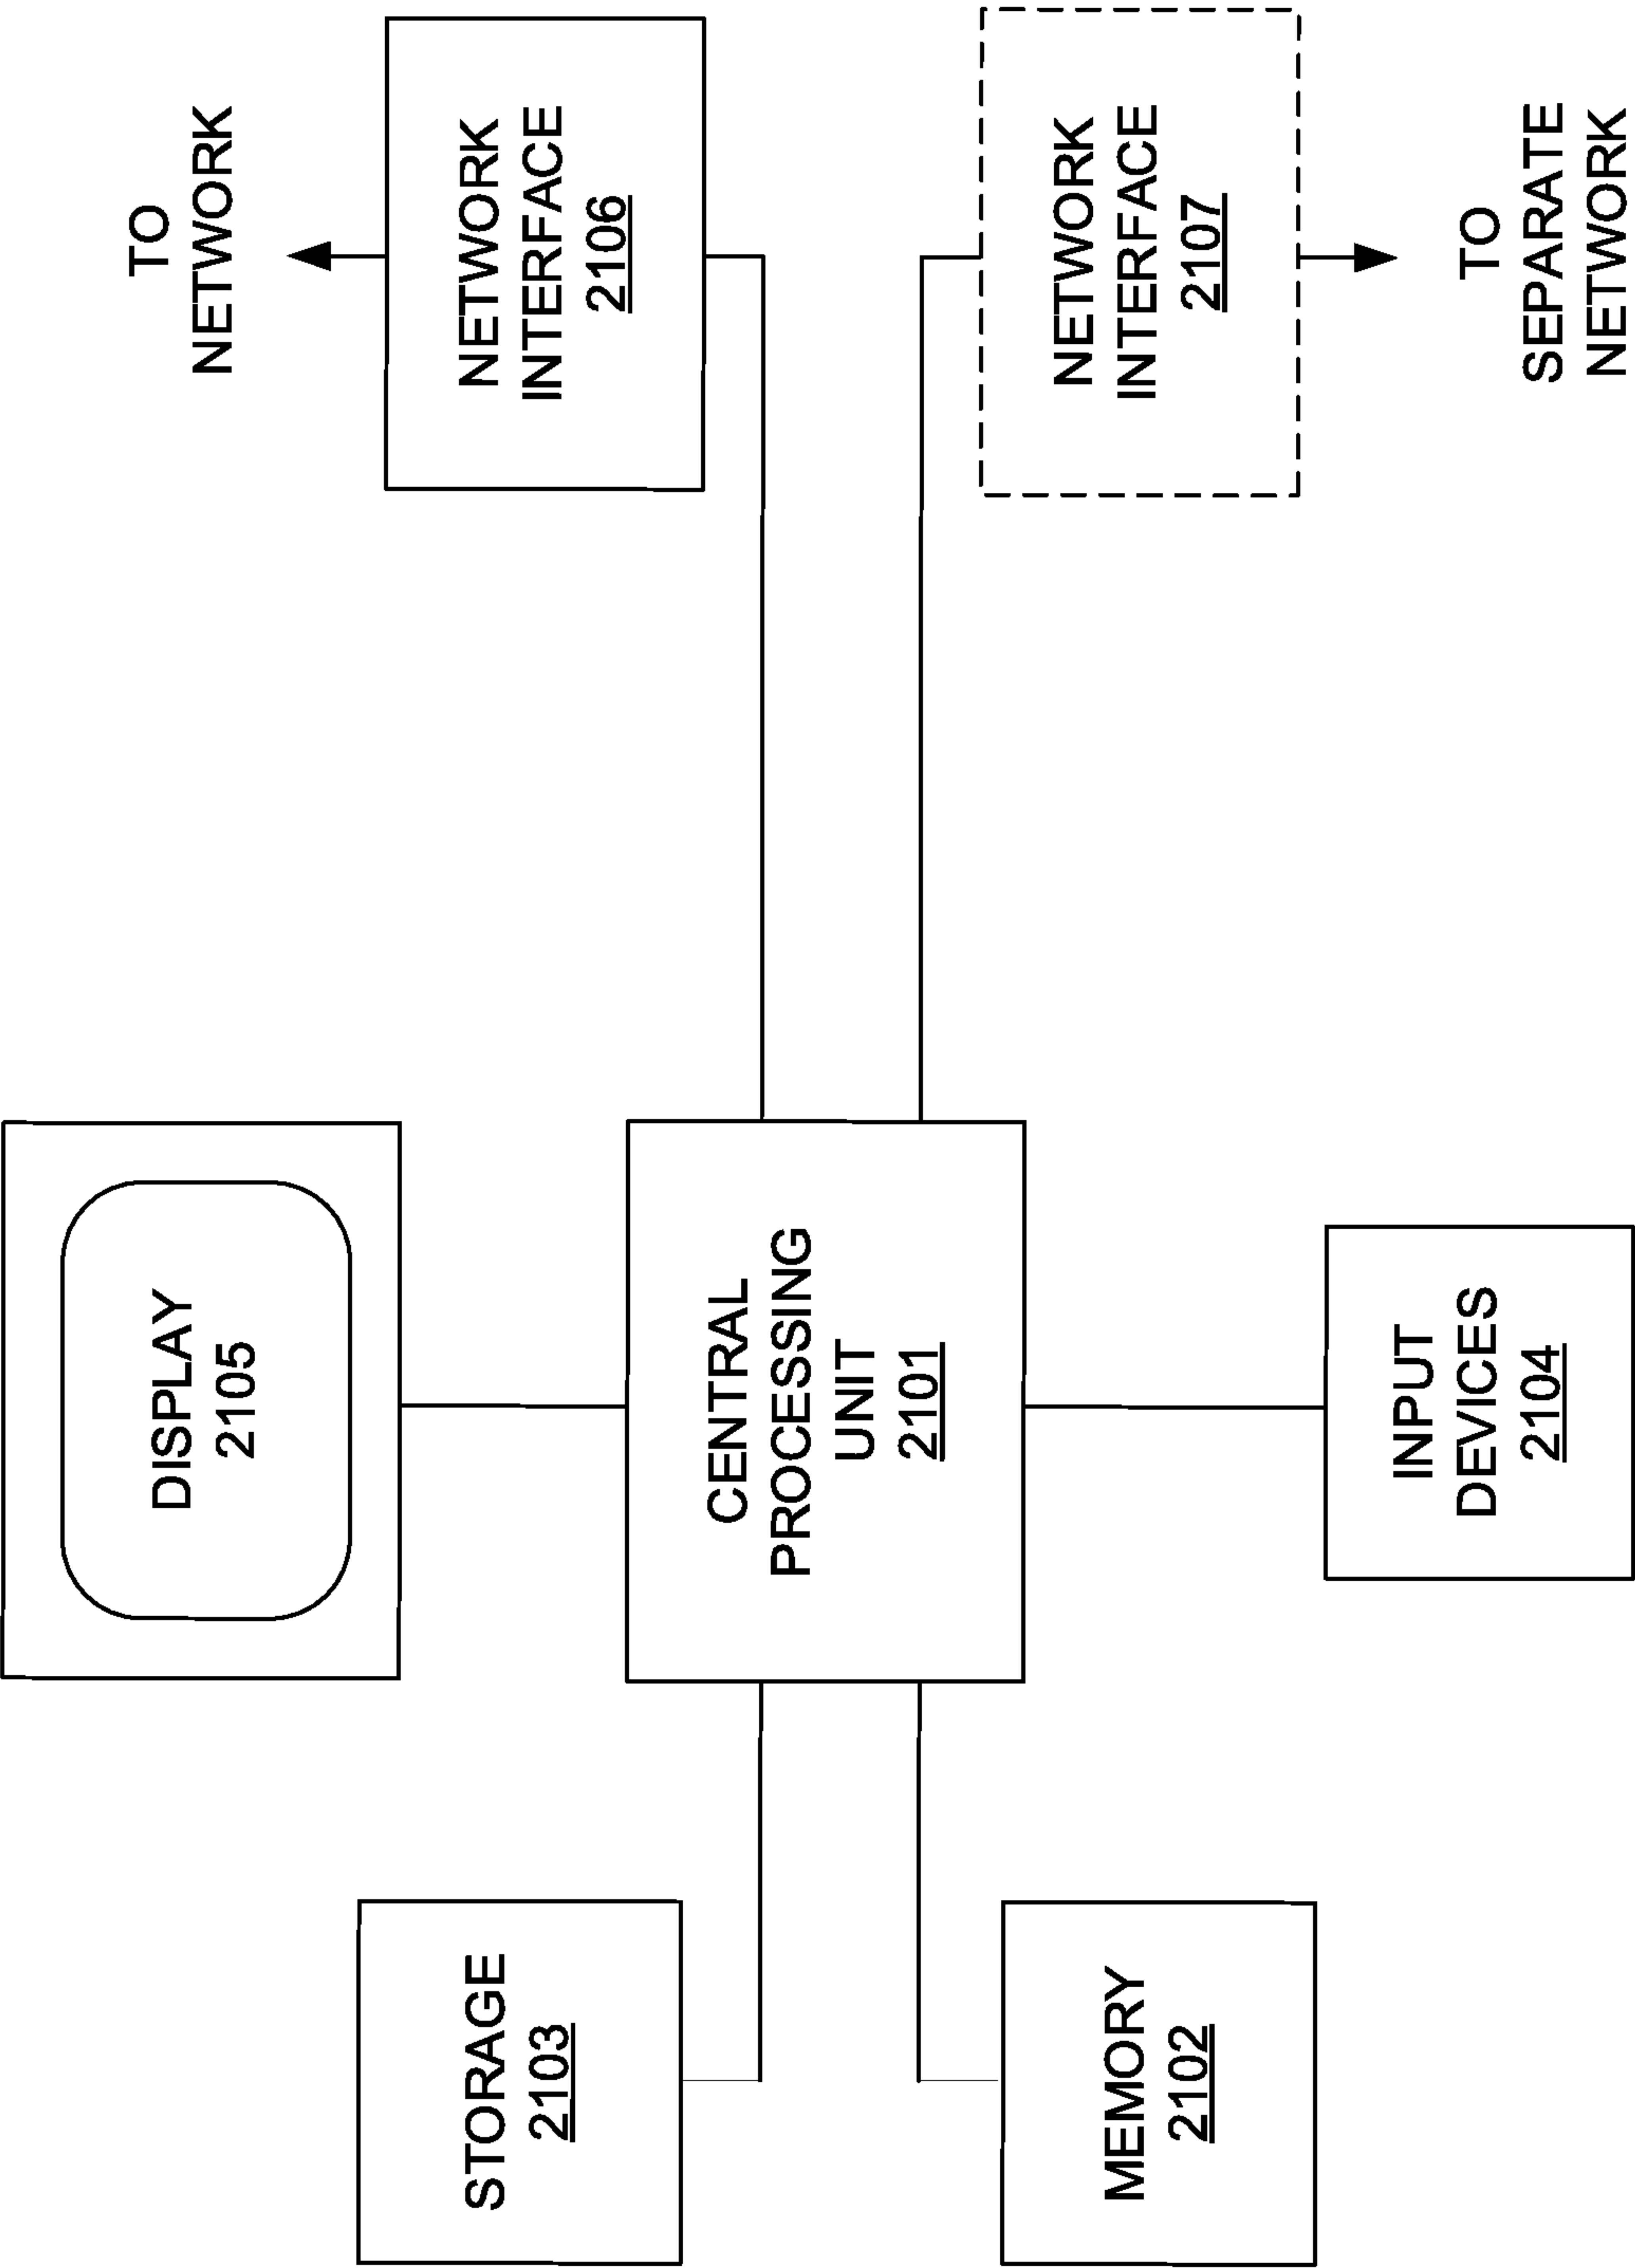 DISPLAY
2105
TO
NETWORK
STORAGE
2103
NETWORK
INTERFACE
2106
CENTRAL
PROCESSING
UNIT
2101
MEMORY
2102
NETWORK
INTERFACE
2107
INPUT
DEVICES
2104
TO
SEPARATE
NETWORK